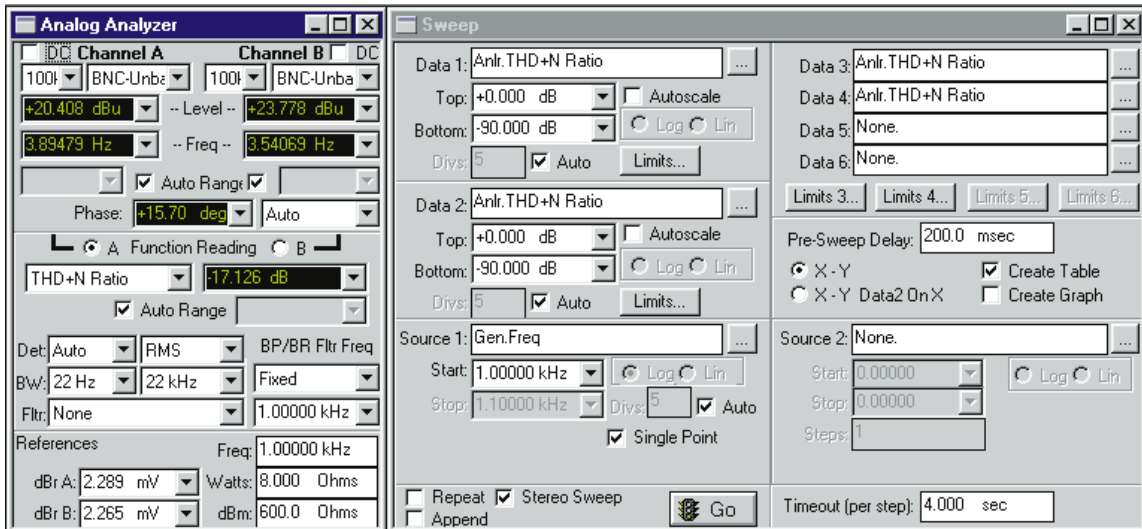 Analog Analyzer
DC Channel A Channel B DC
100k BNC-Unba 100k BNC-Unba
+20.408 dBu -- Level -- +23.778 dBu
3.89479 Hz -- Freq -- 3.54069 Hz
Auto Range
Phase: +15.70 deg Auto
A Function Reading B
THD+N Ratio -17.126 dB
Auto Range
Det: Auto RMS BP/BR Fltr Freq
BW: 22 Hz 22 kHz Fixed
Fltr: None 1.00000 kHz
References Freq: 1.00000 kHz
dBr A: 2.289 mV Watts: 8.000 Ohms
dBr B: 2.265 mV dBm: 600.0 Ohms
Sweep
Data 1: Anlr.THD+N Ratio ...
Top: +0.000 dB Autoscale
Bottom: -90.000 dB Log Lin
Divs: 5 Auto Limits...
Data 2: Anlr.THD+N Ratio ...
Top: +0.000 dB Autoscale
Bottom: -90.000 dB Log Lin
Divs: 5 Auto Limits...
Source 1: Gen.Freq ...
Start: 1.00000 kHz Log Lin
Stop: 1.10000 kHz Divs: 5 Auto
Single Point
Repeat Stereo Sweep
Append Go
Data 3: Anlr.THD+N Ratio ...
Data 4: Anlr.THD+N Ratio ...
Data 5: None. ...
Data 6: None. ...
Limits 3... Limits 4... Limits 5... Limits 6...
Pre-Sweep Delay: 200.0 msec
X-Y Create Table
X-Y Data2 On X Create Graph
Source 2: None. ...
Start: 0.00000 Log Lin
Stop: 0.00000
Steps: 1
Timeout (per step): 4.000 sec